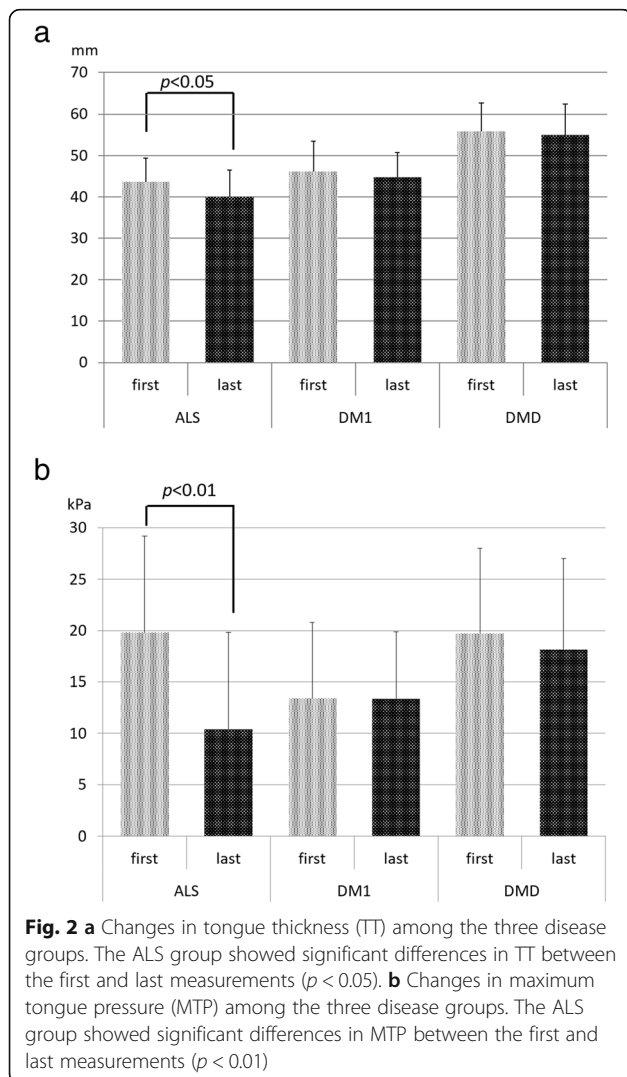 a
mm
70
p<0.05
60
50
40
30
20
10
0
first last first last first last
ALS DM1 DMD
b
kPa
p<0.01
30
25
20
15
10
5
0
first last first last first last
ALS DM1 DMD
Fig. 2 a Changes in tongue thickness (TT) among the three disease
groups. The ALS group showed significant differences in TT between
the first and last measurements (p < 0.05). b Changes in maximum
tongue pressure (MTP) among the three disease groups. The ALS
group showed significant differences in MTP between the first and
last measurements (p < 0.01)